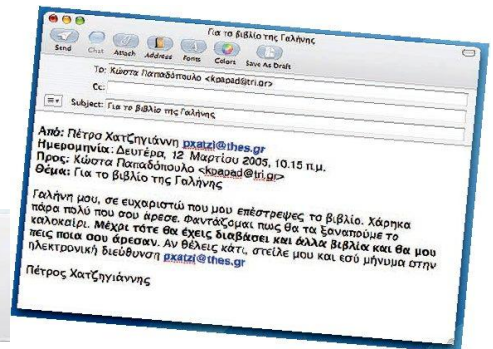 Για το βιβλίο της Γαλήνης
Send Chat Attach Address Fonts Colors Save As Draft
To: Κώστα Παπαδόπουλο <kpapad@tri.gr>
Cc:
Subject: Για το βιβλίο της Γαλήνης
Από: Πέτρο Χατζηγιάννη pxatzi@thes.gr
Ημερομηνία: Δευτέρα, 12 Μαρτίου 2005, 10.15 π.μ.
Προς: Κώστα Παπαδόπουλο <kpapad@tri.gr>
Θέμα: Για το βιβλίο της Γαλήνης
Γαλήνη μου, σε ευχαριστώ που μου επέστρεψες το βιβλίο. Χάρηκα
πάρα πολύ που σου άρεσε. Φαντάζομαι πως θα τα ξαναπούμε το
καλοκαίρι. Μέχρι τότε θα έχεις διαβάσει και άλλα βιβλία και θα μου
πεις ποια σου άρεσαν. Αν θέλεις κάτι, στείλε μου και εσύ μήνυμα στην
ηλεκτρονική διεύθυνση pxatzi@thes.gr
Πέτρος Χατζηγιάννης